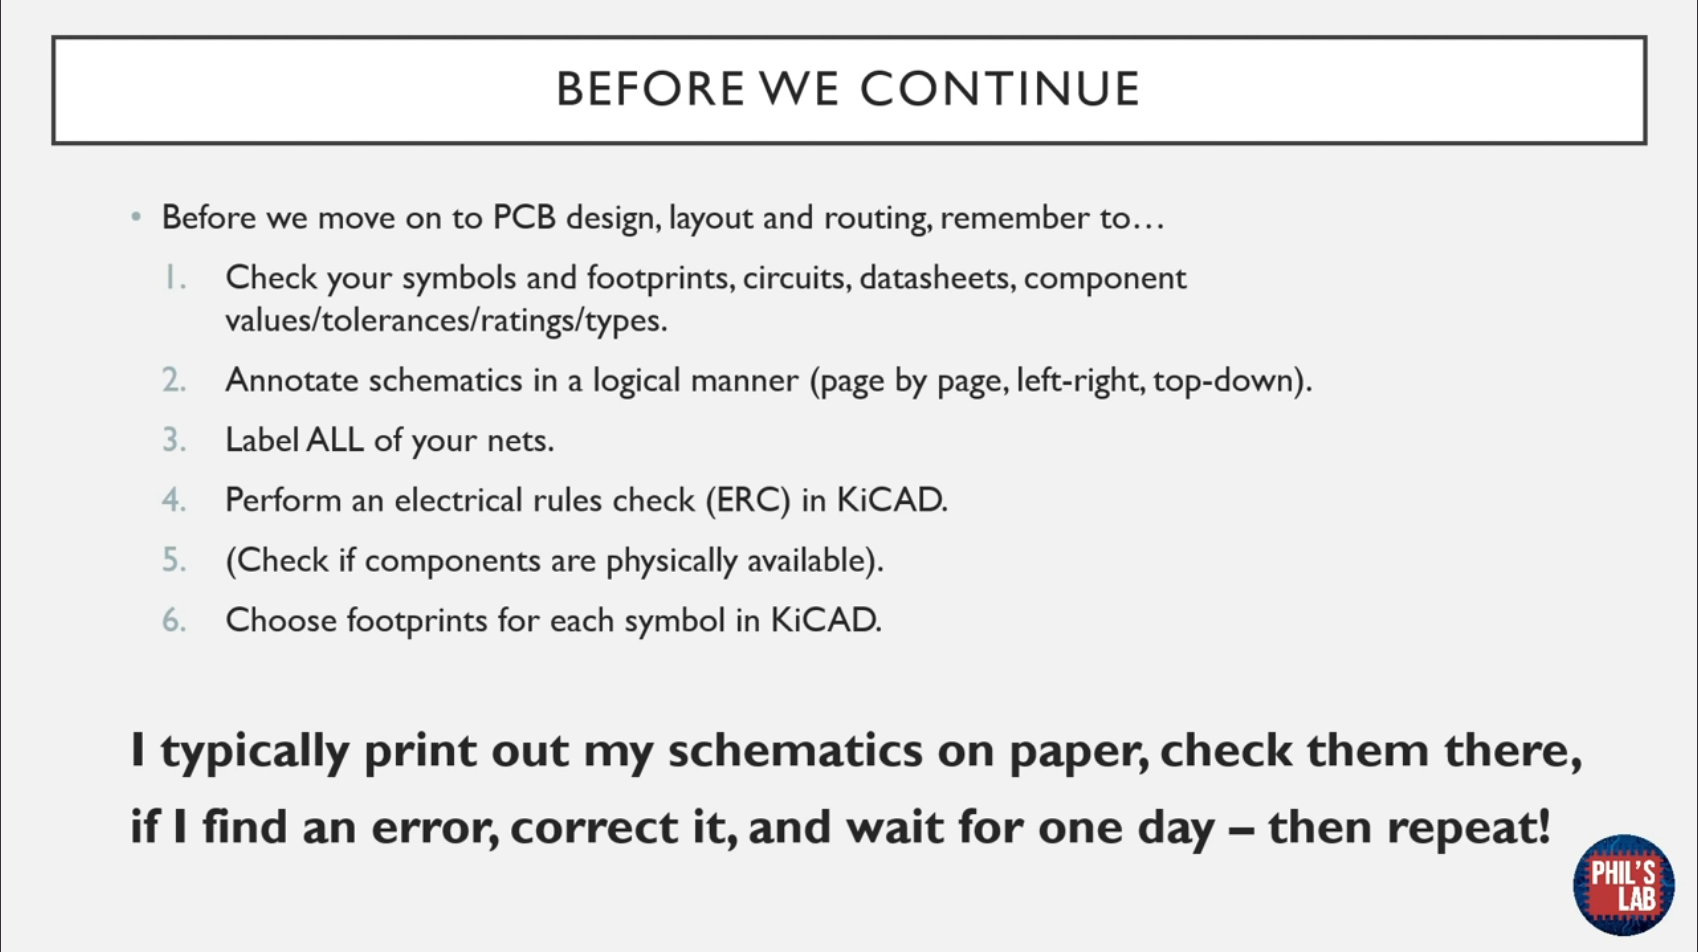 BEFORE WE CONTINUE
• Before we move on to PCB design, layout and routing, remember to…
1. Check your symbols and footprints, circuits, datasheets, component
values/tolerances/ratings/types.
2. Annotate schematics in a logical manner (page by page, left-right, top-down).
3. Label ALL of your nets.
4. Perform an electrical rules check (ERC) in KiCAD.
5. (Check if components are physically available).
6. Choose footprints for each symbol in KiCAD.
I typically print out my schematics on paper, check them there,
if I find an error, correct it, and wait for one day – then repeat!
PHIL'S
LAB